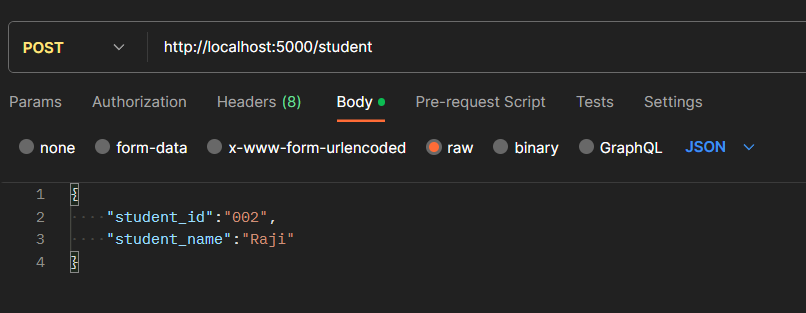 POST http://localhost:5000/student
Params Authorization Headers (8) Body Pre-request Script Tests Settings
none form-data x-www-form-urlencoded raw binary GraphQL JSON
1 {
2 "student_id":"002",
3 "student_name":"Raji"
4 }